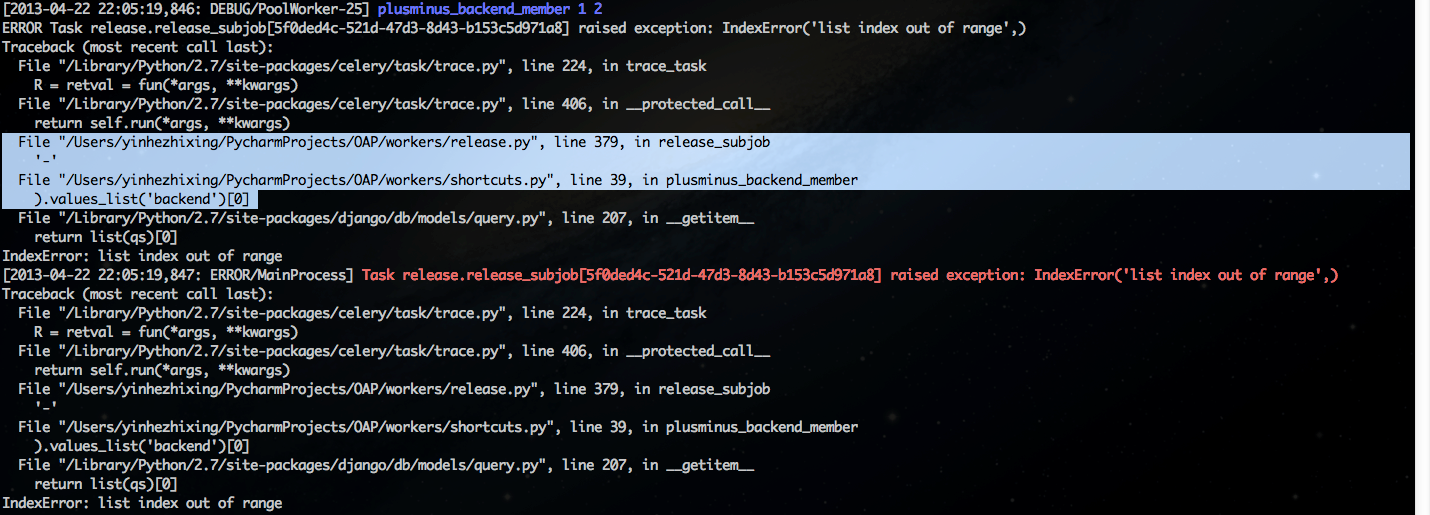 [2013-04-22 22:05:19,846: DEBUG/PoolWorker-25] plusminus_backend_member 1 2
ERROR Task release.release_subjob[5f0ded4c-521d-47d3-8d43-b153c5d971a8] raised exception: IndexError('list index out of range',)
Traceback (most recent call last):
  File "/Library/Python/2.7/site-packages/celery/task/trace.py", line 224, in trace_task
    R = retval = fun(*args, **kwargs)
  File "/Library/Python/2.7/site-packages/celery/task/trace.py", line 406, in __protected_call__
    return self.run(*args, **kwargs)
  File "/Users/yinhezhixing/PycharmProjects/OAP/workers/release.py", line 379, in release_subjob
    '-'
  File "/Users/yinhezhixing/PycharmProjects/OAP/workers/shortcuts.py", line 39, in plusminus_backend_member
    ).values_list('backend')[0]
  File "/Library/Python/2.7/site-packages/django/db/models/query.py", line 207, in __getitem__
    return list(qs)[0]
IndexError: list index out of range
[2013-04-22 22:05:19,847: ERROR/MainProcess] Task release.release_subjob[5f0ded4c-521d-47d3-8d43-b153c5d971a8] raised exception: IndexError('list index out of range',)
Traceback (most recent call last):
  File "/Library/Python/2.7/site-packages/celery/task/trace.py", line 224, in trace_task
    R = retval = fun(*args, **kwargs)
  File "/Library/Python/2.7/site-packages/celery/task/trace.py", line 406, in __protected_call__
    return self.run(*args, **kwargs)
  File "/Users/yinhezhixing/PycharmProjects/OAP/workers/release.py", line 379, in release_subjob
    '-'
  File "/Users/yinhezhixing/PycharmProjects/OAP/workers/shortcuts.py", line 39, in plusminus_backend_member
    ).values_list('backend')[0]
  File "/Library/Python/2.7/site-packages/django/db/models/query.py", line 207, in __getitem__
    return list(qs)[0]
IndexError: list index out of range